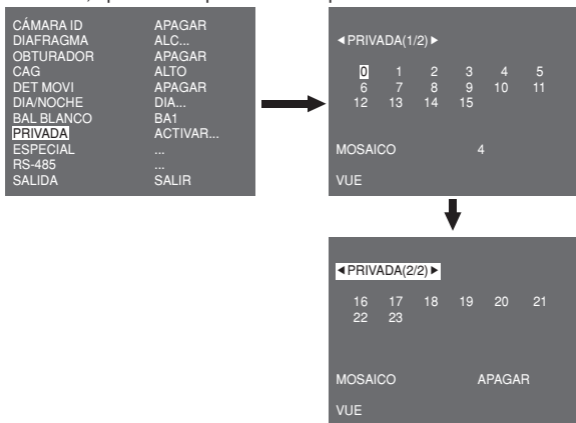 CÁMARA ID APAGAR
DIAFRAGMA ALC...
OBTURADOR APAGAR
CAG ALTO
DET MOVI APAGAR
DIA/NOCHE DIA...
BAL BLANCO BA1
PRIVADA ACTIVAR...
ESPECIAL ...
RS-485 ...
SALIDA SALIR
◄PRIVADA(1/2)►
0 1 2 3 4 5
6 7 8 9 10 11
12 13 14 15
MOSAICO 4
VUE
◄PRIVADA(2/2)►
16 17 18 19 20 21
22 23
MOSAICO APAGAR
VUE